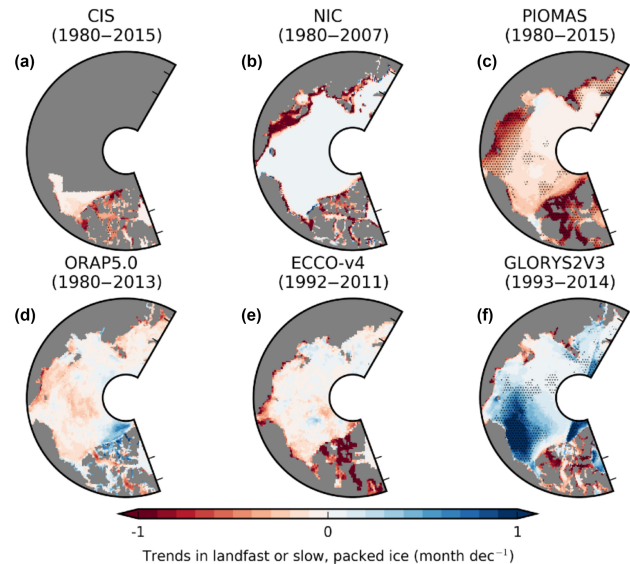 CIS
(1980−2015)
NIC
(1980−2007)
PIOMAS
(1980−2015)
(a)
(b)
(c)
ORAP5.0
(1980−2013)
ECCO-v4
(1992−2011)
GLORYS2V3
(1993−2014)
(d)
(e)
(f)
-1
0
1
Trends in landfast or slow, packed ice (month dec⁻¹)